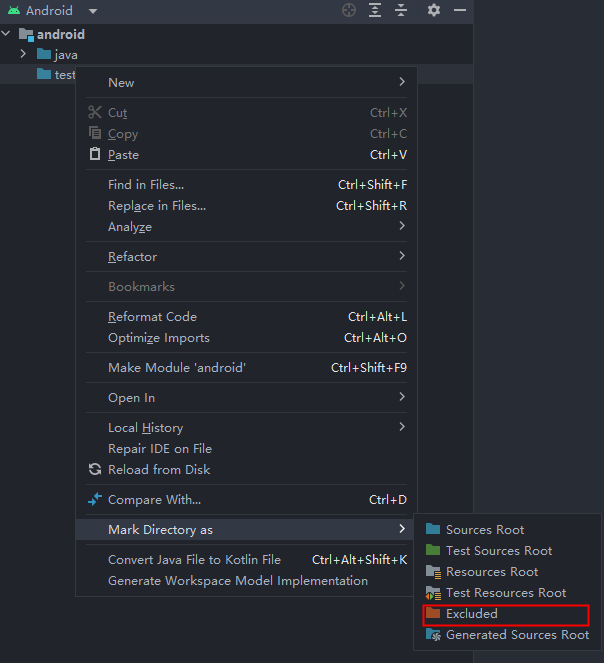 Android
android
java
test
New
Cut Ctrl+X
Copy Ctrl+C
Paste Ctrl+V
Find in Files... Ctrl+Shift+F
Replace in Files... Ctrl+Shift+R
Analyze
Refactor
Bookmarks
Reformat Code Ctrl+Alt+L
Optimize Imports Ctrl+Alt+O
Make Module 'android' Ctrl+Shift+F9
Open In
Local History
Repair IDE on File
Reload from Disk
Compare With... Ctrl+D
Mark Directory as
Convert Java File to Kotlin File Ctrl+Alt+Shift+K
Generate Workspace Model Implementation
Sources Root
Test Sources Root
Resources Root
Test Resources Root
Excluded
Generated Sources Root